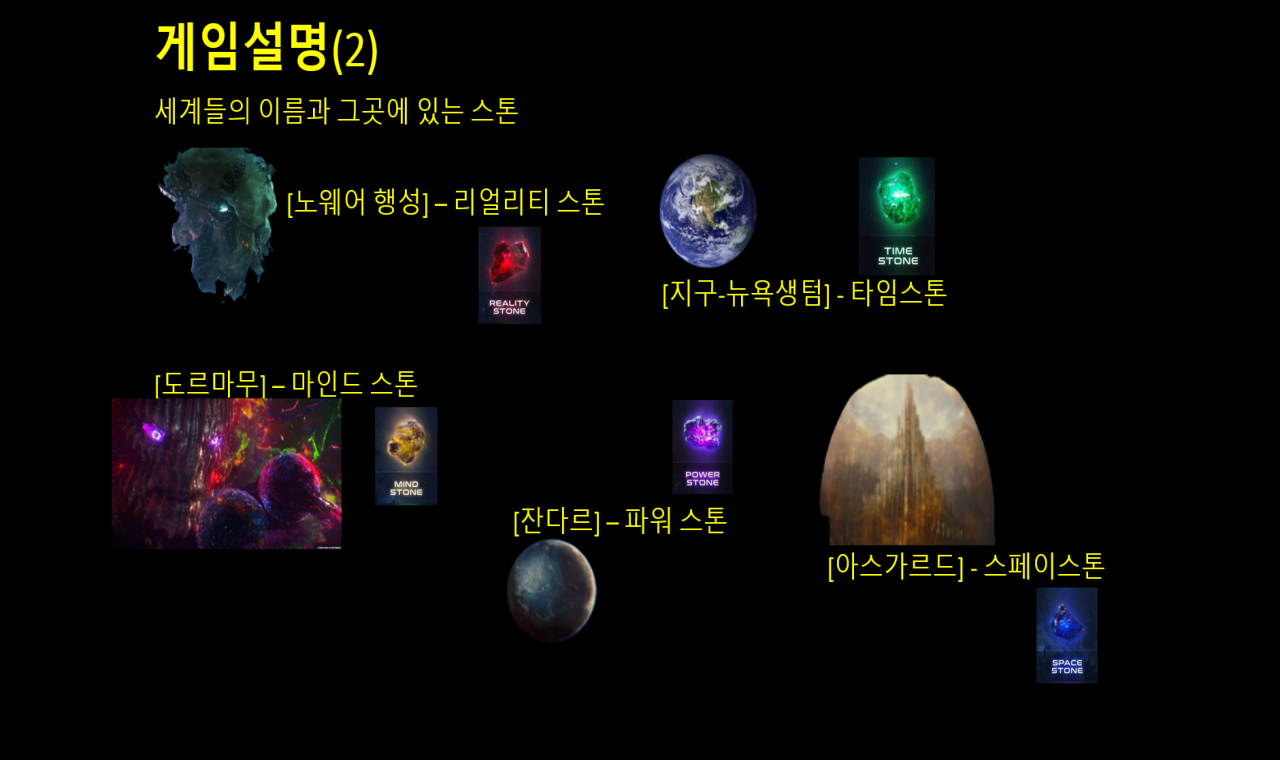 게임설명(2)
세계들의 이름과 그곳에 있는 스톤
[노웨어 행성] – 리얼리티 스톤
REALITY
STONE
TIME
STONE
[지구-뉴욕생텀] - 타임스톤
[도르마무] – 마인드 스톤
MIND
STONE
POWER
STONE
[잔다르] – 파워 스톤
[아스가르드] - 스페이스톤
SPACE
STONE